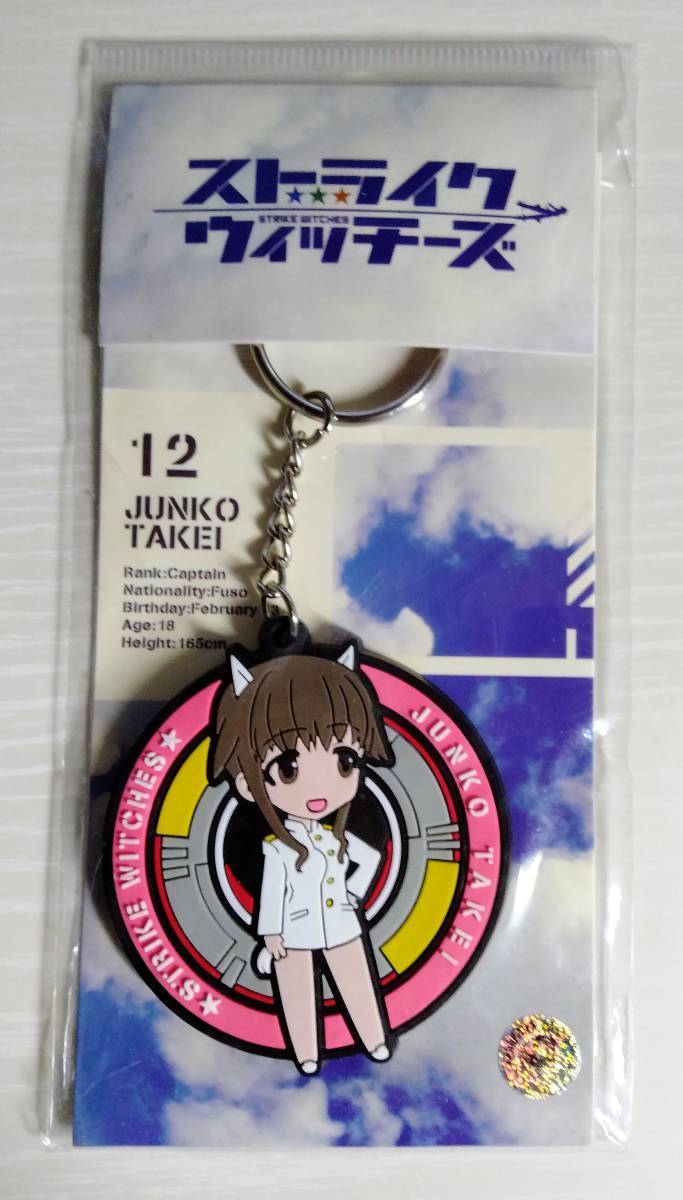 ストライク
STRIKE WITCHES
ウィッチーズ
12
JUNKO
TAKEI
Rank:Captain
Nationality:Fuso
Birthday:February 3
Age:18
Height:165cm
★STRIKE WITCHES★
JUNKO TAKEI